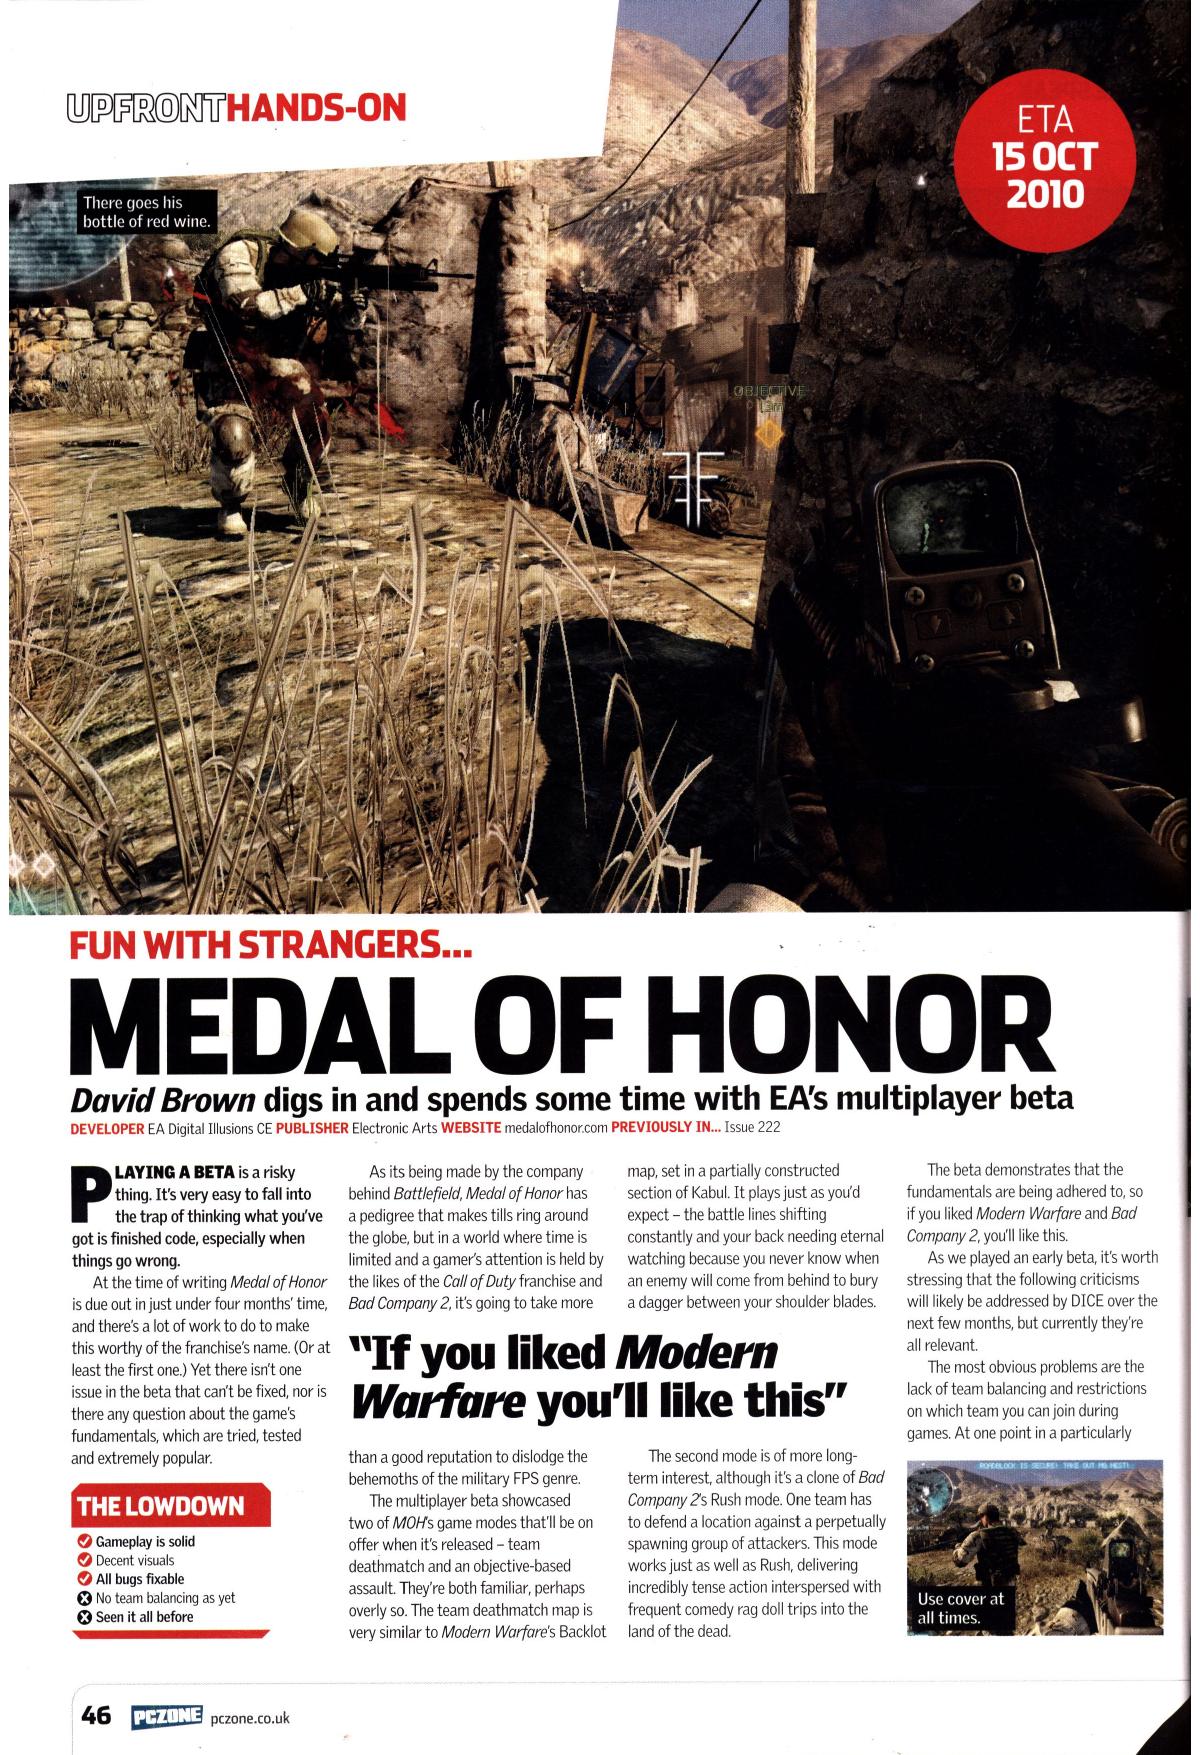 UPFRONTHANDS-ON
ETA
15 OCT
2010
There goes his
bottle of red wine.
OBJECTIVE
FUN WITH STRANGERS...
MEDAL OF HONOR
David Brown digs in and spends some time with EA's multiplayer beta
DEVELOPER EA Digital Illusions CE PUBLISHER Electronic Arts WEBSITE medalofhonor.com PREVIOUSLY IN... Issue 222
PLAYING A BETA is a risky
thing. It's very easy to fall into
the trap of thinking what you've
got is finished code, especially when
things go wrong.
At the time of writing Medal of Honor
is due out in just under four months' time,
and there's a lot of work to do to make
this worthy of the franchise's name. (Or at
least the first one.) Yet there isn't one
issue in the beta that can't be fixed, nor is
there any question about the game's
fundamentals, which are tried, tested
and extremely popular.
THE LOWDOWN
Gameplay is solid
Decent visuals
All bugs fixable
No team balancing as yet
Seen it all before
As its being made by the company
behind Battlefield, Medal of Honor has
a pedigree that makes tills ring around
the globe, but in a world where time is
limited and a gamer's attention is held by
the likes of the Call of Duty franchise and
Bad Company 2, it's going to take more
"If you liked Modern
Warfare you'll like this"
than a good reputation to dislodge the
behemoths of the military FPS genre.
The multiplayer beta showcased
two of MOH's game modes that'll be on
offer when it's released – team
deathmatch and an objective-based
assault. They're both familiar, perhaps
overly so. The team deathmatch map is
very similar to Modern Warfare's Backlot
map, set in a partially constructed
section of Kabul. It plays just as you'd
expect – the battle lines shifting
constantly and your back needing eternal
watching because you never know when
an enemy will come from behind to bury
a dagger between your shoulder blades.
The second mode is of more long-
term interest, although it's a clone of Bad
Company 2's Rush mode. One team has
to defend a location against a perpetually
spawning group of attackers. This mode
works just as well as Rush, delivering
incredibly tense action interspersed with
frequent comedy rag doll trips into the
land of the dead.
The beta demonstrates that the
fundamentals are being adhered to, so
if you liked Modern Warfare and Bad
Company 2, you'll like this.
As we played an early beta, it's worth
stressing that the following criticisms
will likely be addressed by DICE over the
next few months, but currently they're
all relevant.
The most obvious problems are the
lack of team balancing and restrictions
on which team you can join during
games. At one point in a particularly
ROADBLOCK IS SECURE! TAKE OUT MG NEST!
Use cover at
all times.
46 PCZONE pczone.co.uk